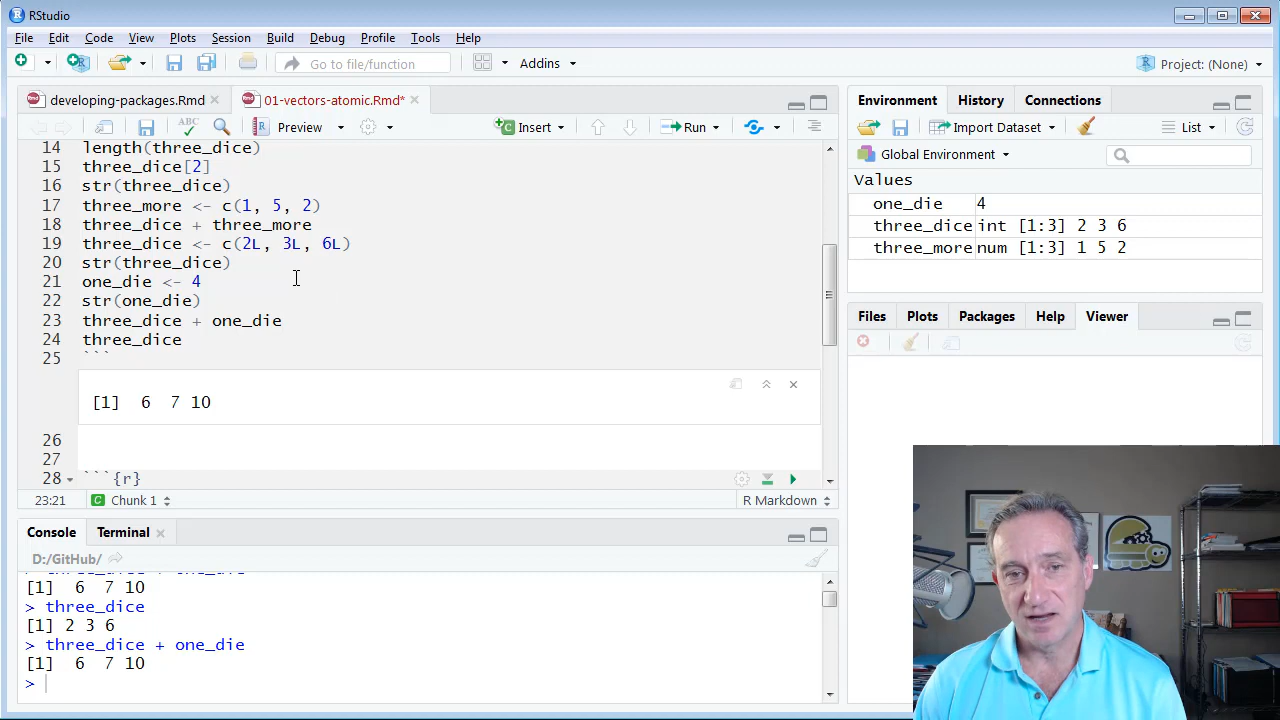 RStudio
File Edit Code View Plots Session Build Debug Profile Tools Help
Go to file/function Addins Project: (None)
developing-packages.Rmd 01-vectors-atomic.Rmd*
ABC Preview Insert Run
14 length(three_dice)
15 three_dice[2]
16 str(three_dice)
17 three_more <- c(1, 5, 2)
18 three_dice + three_more
19 three_dice <- c(2L, 3L, 6L)
20 str(three_dice)
21 one_die <- 4
22 str(one_die)
23 three_dice + one_die
24 three_dice
25 ```
[1]  6  7 10
26
27
28 ```{r}
23:21 Chunk 1 R Markdown
Console Terminal
D:/GitHub/
[1]  6  7 10
> three_dice
[1] 2 3 6
> three_dice + one_die
[1]  6  7 10
>
Environment History Connections
Import Dataset List
Global Environment
Values
one_die 4
three_dice int [1:3] 2 3 6
three_more num [1:3] 1 5 2
Files Plots Packages Help Viewer